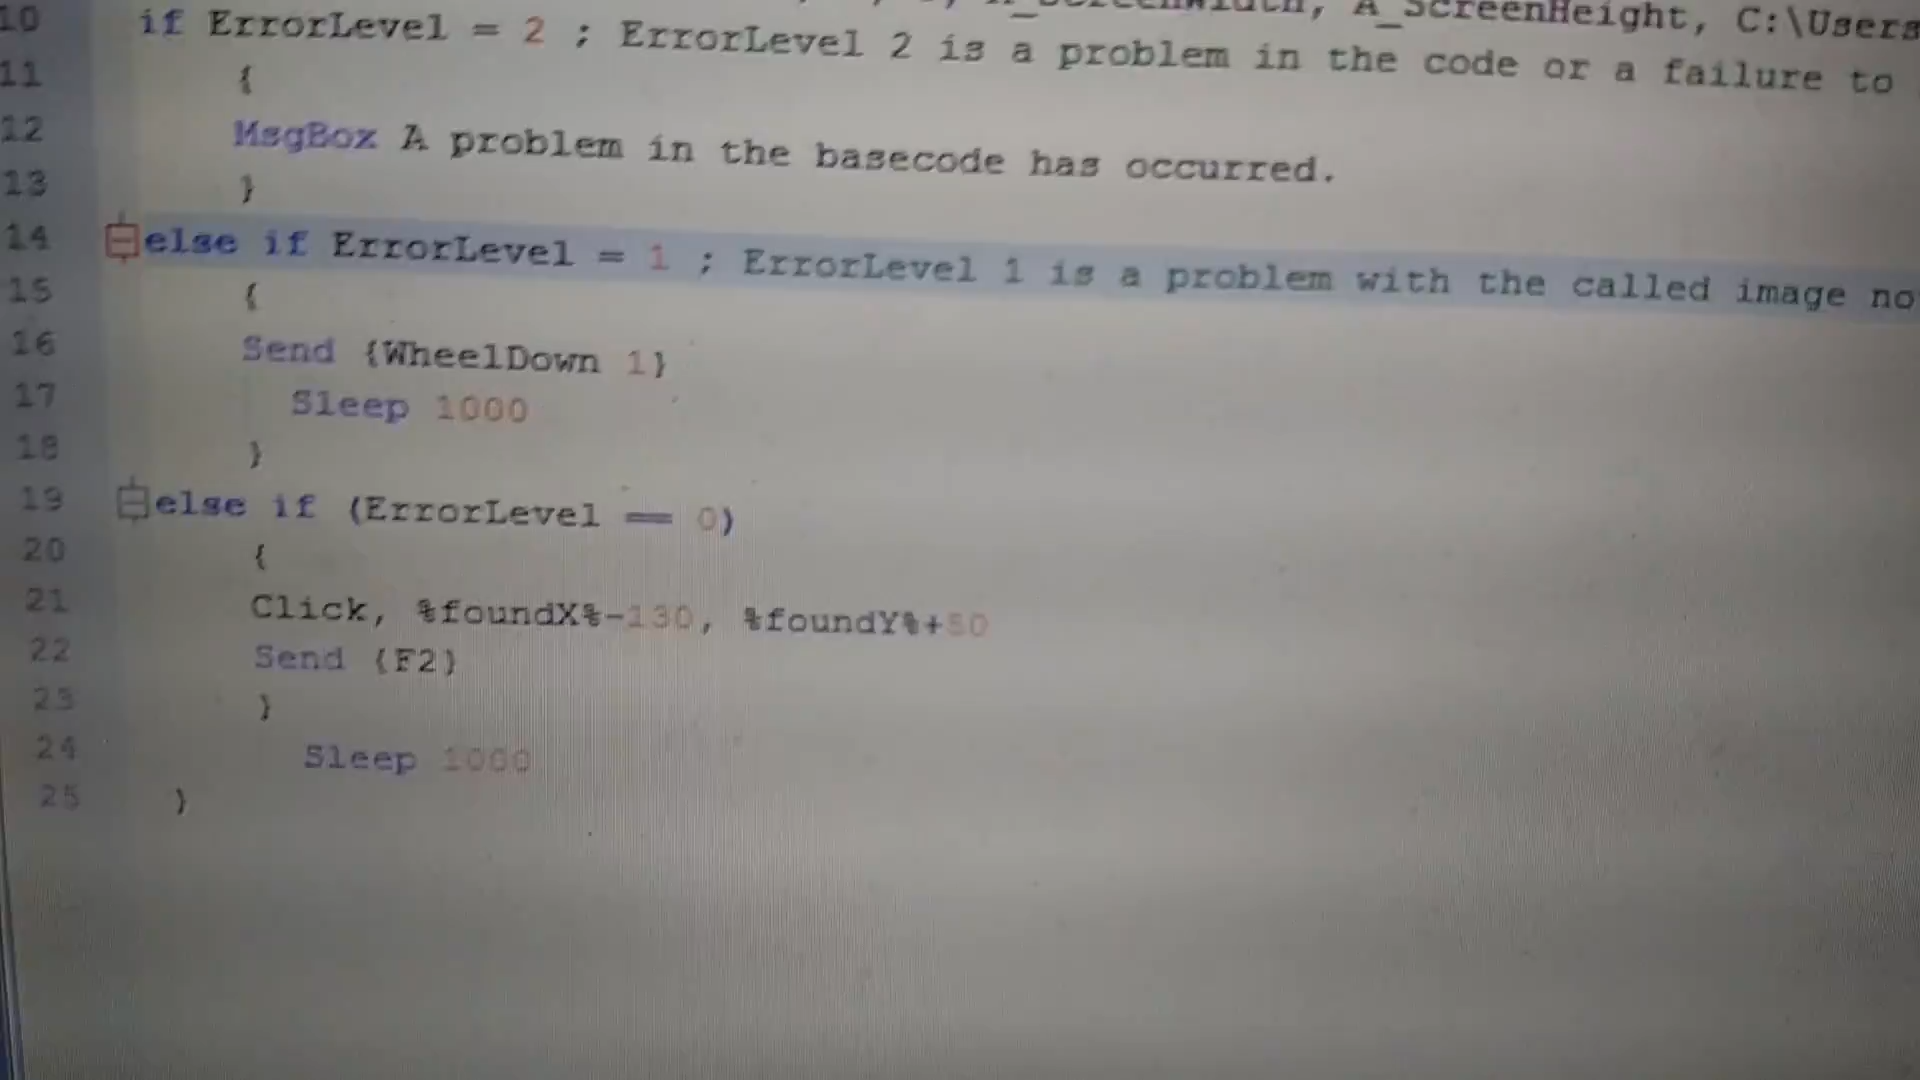 A_ScreenWidth, A_ScreenHeight, C:\Users
10 if ErrorLevel = 2 ; ErrorLevel 2 is a problem in the code or a failure to
11 {
12 MsgBox A problem in the basecode has occurred.
13 }
14 else if ErrorLevel = 1 ; ErrorLevel 1 is a problem with the called image no
15 {
16 Send {WheelDown 1}
17 Sleep 1000
18 }
19 else if (ErrorLevel == 0)
20 {
21 Click, %foundX%-130, %foundY%+50
22 Send {F2}
23 }
24 Sleep 1000
25 }